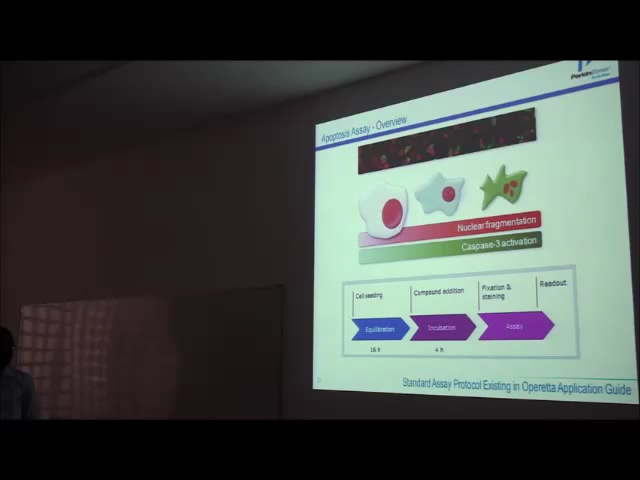 PerkinElmer
Apoptosis Assay - Overview
Nuclear fragmentation
Caspase-3 activation
Cell seeding
Compound addition
Fixation &
staining
Readout
Equilibration
Incubation
Assay
16 h
4 h
Standard Assay Protocol Existing in Operetta Application Guide